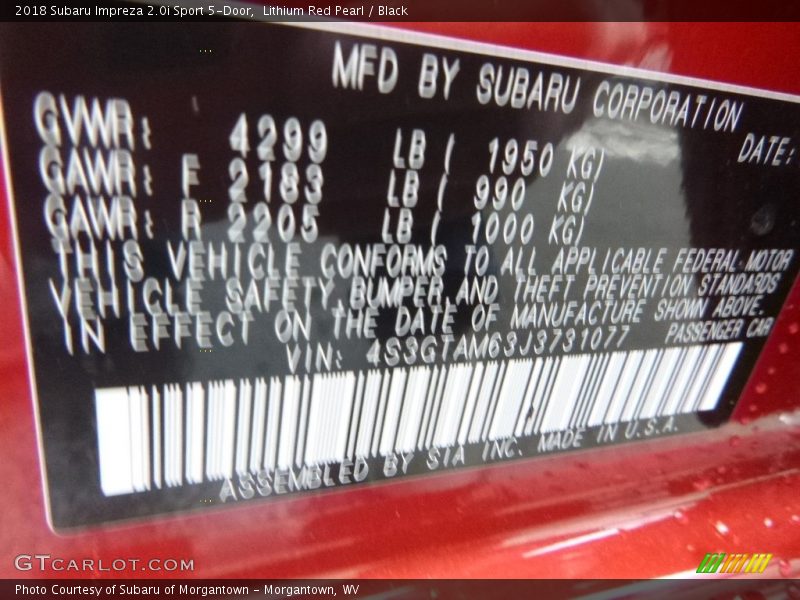 2018 Subaru Impreza 2.0i Sport 5-Door,  Lithium Red Pearl / Black
MFD BY SUBARU CORPORATION
GVWR: 4299 LB ( 1950 KG) DATE:
GAWR: F 2183 LB ( 990 KG)
GAWR: R 2205 LB ( 1000 KG)
THIS VEHICLE CONFORMS TO ALL APPLICABLE FEDERAL MOTOR
VEHICLE SAFETY, BUMPER, AND THEFT PREVENTION STANDARDS
IN EFFECT ON THE DATE OF MANUFACTURE SHOWN ABOVE.
VIN: 4S3GTAM63J3731077 PASSENGER CAR
ASSEMBLED BY SIA INC. MADE IN U.S.A.
GTCARLOT.COM
Photo Courtesy of Subaru of Morgantown - Morgantown, WV